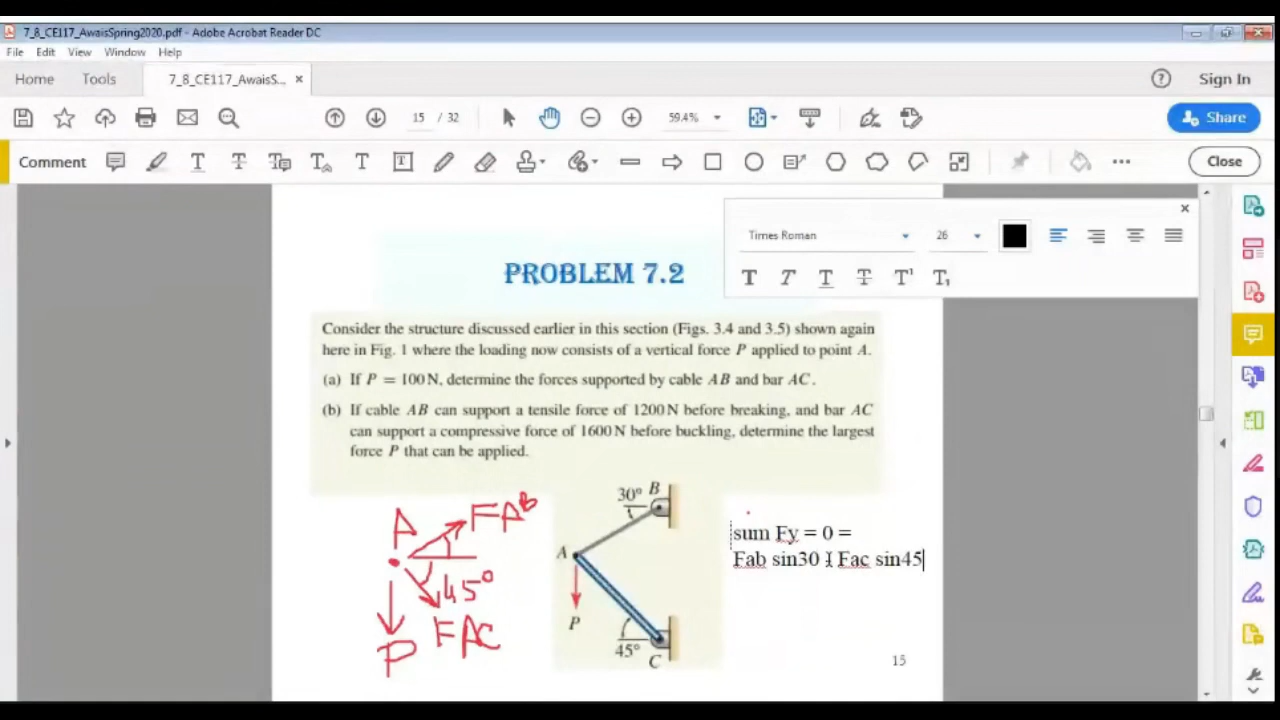 7_8_CE117_AwaisSpring2020.pdf - Adobe Acrobat Reader DC
File Edit View Window Help
Home Tools 7_8_CE117_AwaisS... × Sign In
15 / 32 59.4% Share
Comment Close
Times Roman 26
PROBLEM 7.2
Consider the structure discussed earlier in this section (Figs. 3.4 and 3.5) shown again
here in Fig. 1 where the loading now consists of a vertical force P applied to point A.
(a) If P = 100 N, determine the forces supported by cable AB and bar AC.
(b) If cable AB can support a tensile force of 1200 N before breaking, and bar AC
can support a compressive force of 1600 N before buckling, determine the largest
force P that can be applied.
A FAB
45°
P FAC
30° B
A
P
45° C
sum Fy = 0 =
Fab sin30 - Fac sin45
15